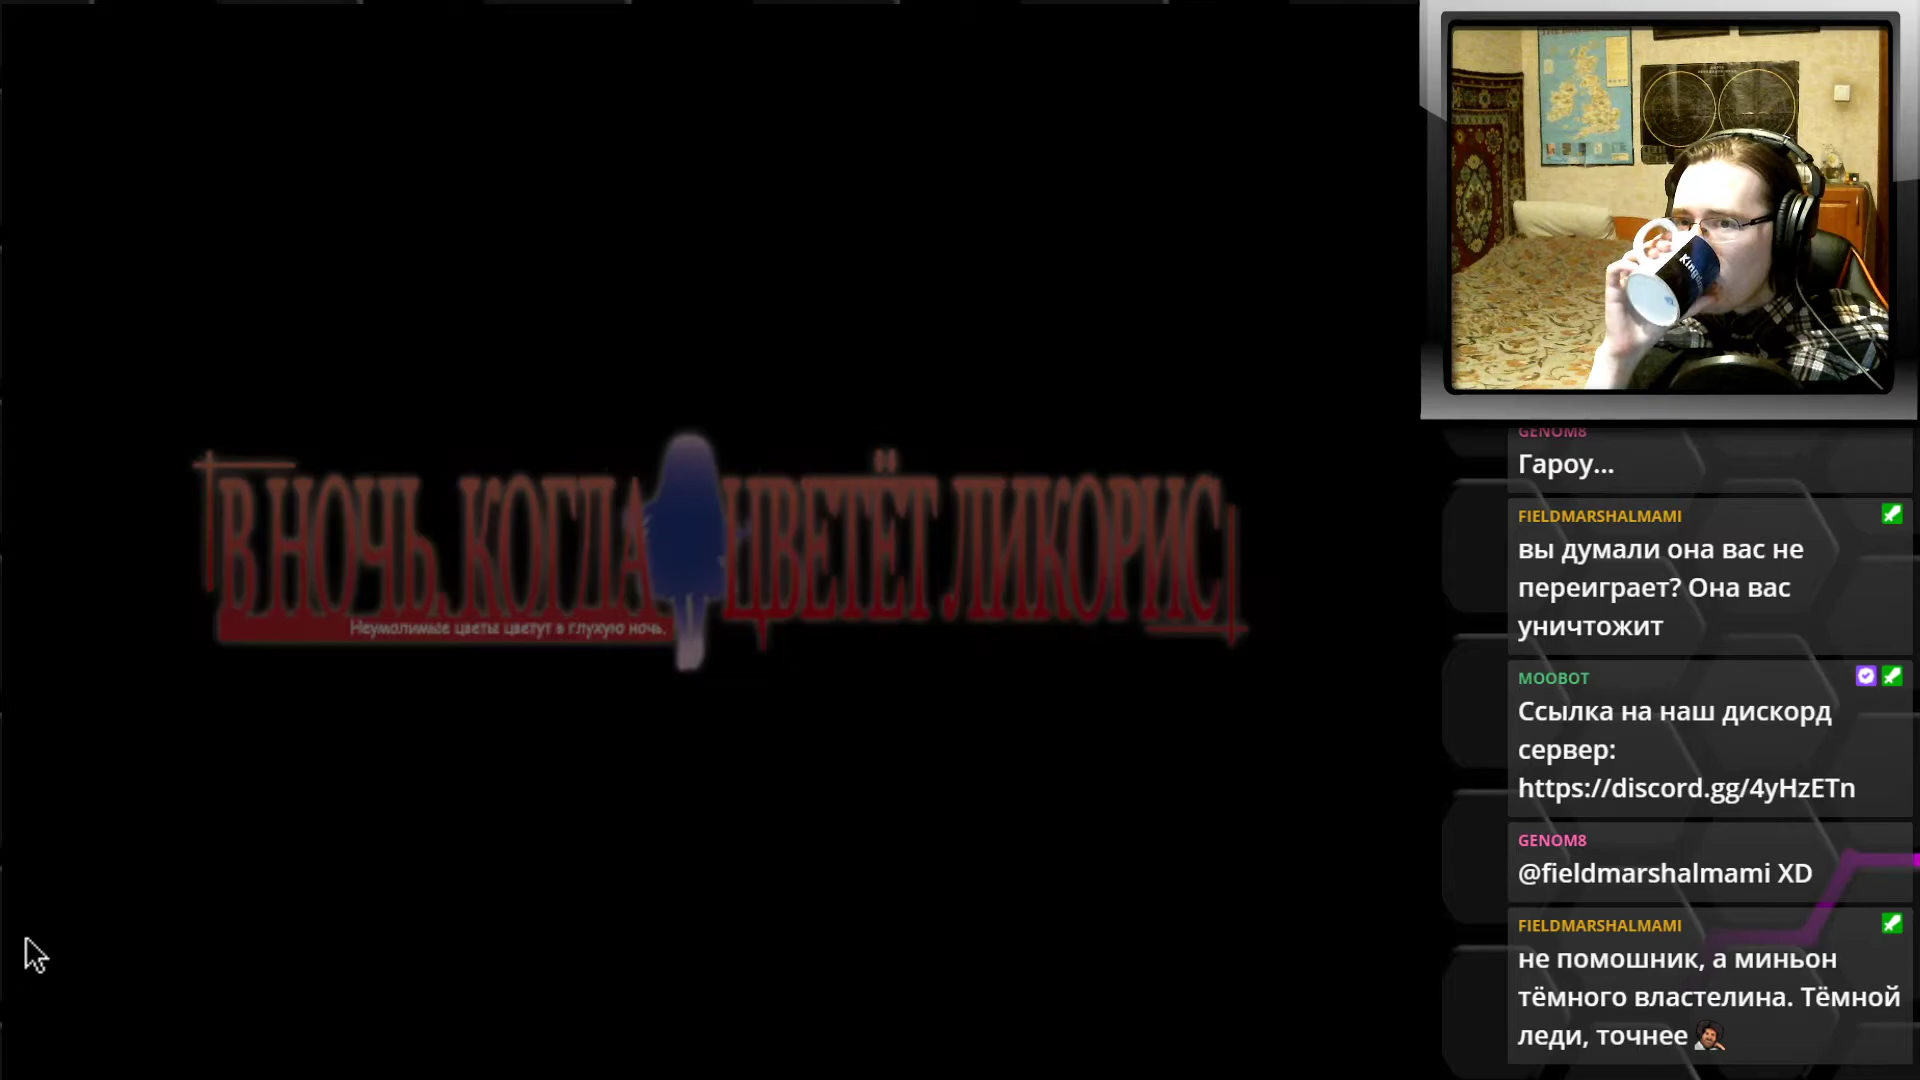 В НОЧЬ, КОГДА ЦВЕТЁТ ЛИКОРИС
Неумолимые цветы цветут в глухую ночь.
GENOM8
Гароу...
FIELDMARSHALMAMI
вы думали она вас не
переиграет? Она вас
уничтожит
MOOBOT
Ссылка на наш дискорд
сервер:
https://discord.gg/4yHzETn
GENOM8
@fieldmarshalmami XD
FIELDMARSHALMAMI
не помошник, а миньон
тёмного властелина. Тёмной
леди, точнее